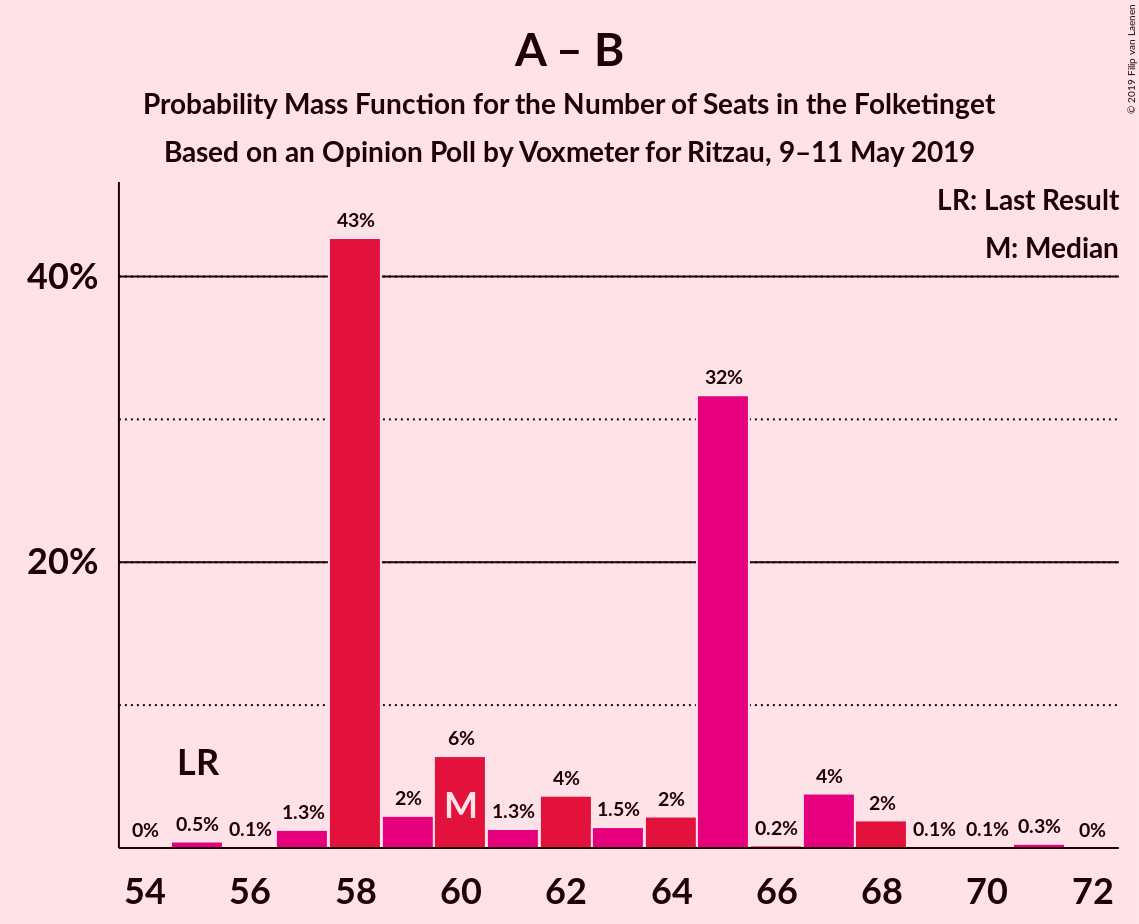 A – B
Probability Mass Function for the Number of Seats in the Folketinget
Based on an Opinion Poll by Voxmeter for Ritzau, 9–11 May 2019
© 2019 Filip van Laenen
LR: Last Result
M: Median
40%
20%
0%
0.5%
0.1%
1.3%
43%
2%
6%
1.3%
4%
1.5%
2%
32%
0.2%
4%
2%
0.1%
0.1%
0.3%
0%
LR
M
54 56 58 60 62 64 66 68 70 72